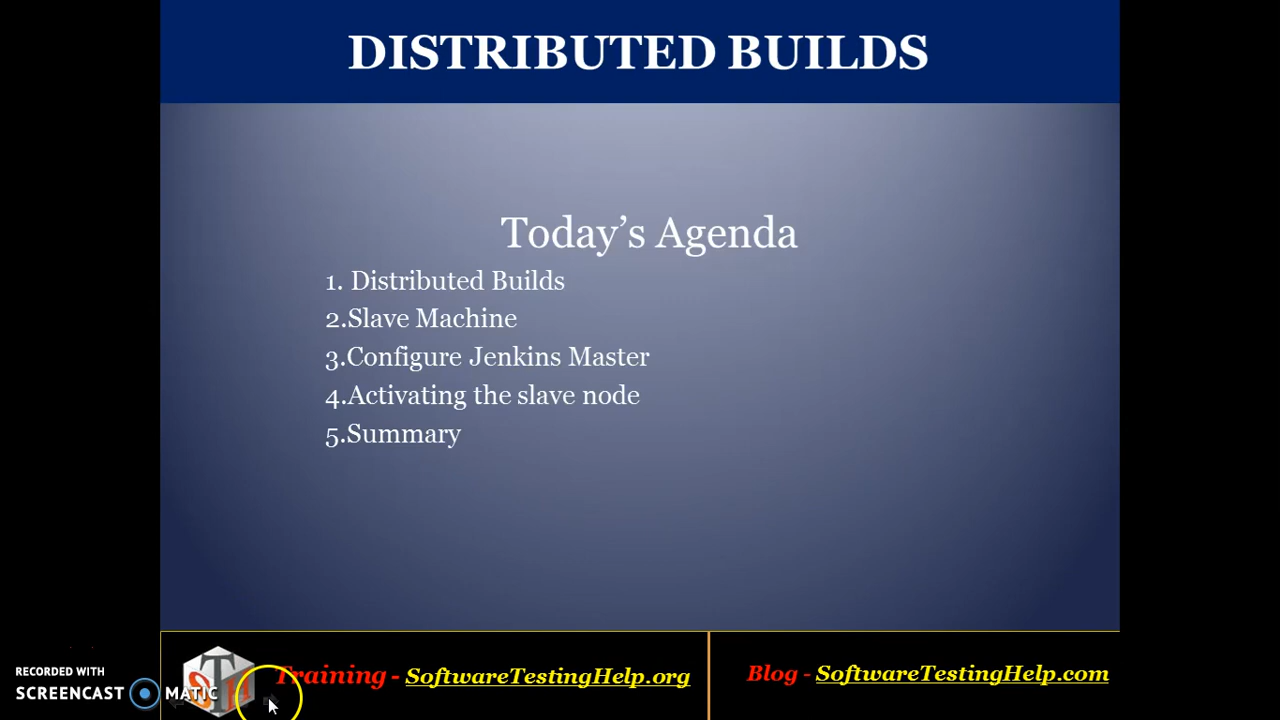 DISTRIBUTED BUILDS
Today’s Agenda
1. Distributed Builds
2.Slave Machine
3.Configure Jenkins Master
4.Activating the slave node
5.Summary
RECORDED WITH
SCREENCAST MATIC
STH
Training - SoftwareTestingHelp.org
Blog - SoftwareTestingHelp.com